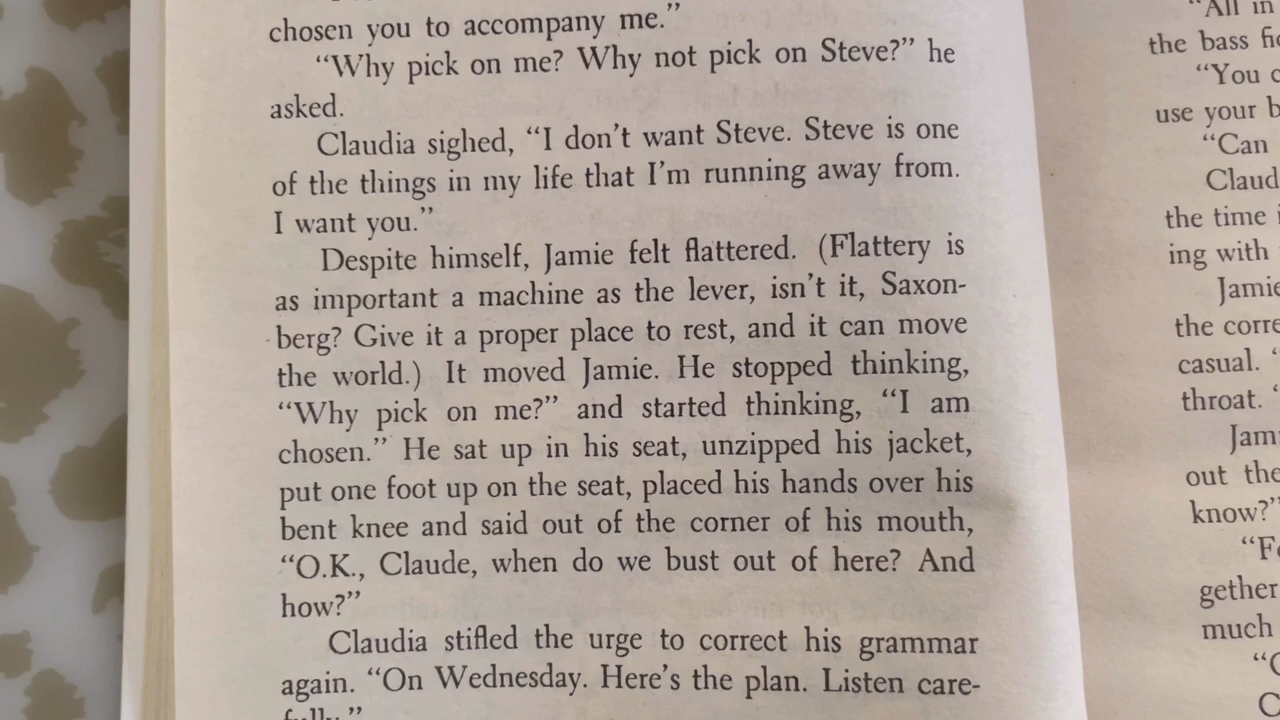 chosen you to accompany me.”
“Why pick on me? Why not pick on Steve?” he
asked.
Claudia sighed, “I don’t want Steve. Steve is one
of the things in my life that I’m running away from.
I want you.”
Despite himself, Jamie felt flattered. (Flattery is
as important a machine as the lever, isn’t it, Saxon-
berg? Give it a proper place to rest, and it can move
the world.) It moved Jamie. He stopped thinking,
“Why pick on me?” and started thinking, “I am
chosen.” He sat up in his seat, unzipped his jacket,
put one foot up on the seat, placed his hands over his
bent knee and said out of the corner of his mouth,
“O.K., Claude, when do we bust out of here? And
how?”
Claudia stifled the urge to correct his grammar
again. “On Wednesday. Here’s the plan. Listen care-
“All in
the bass
“You
use your
“Can
the time
ing with
Jamie
the
casual.
throat.
out the
know?”
gether
much